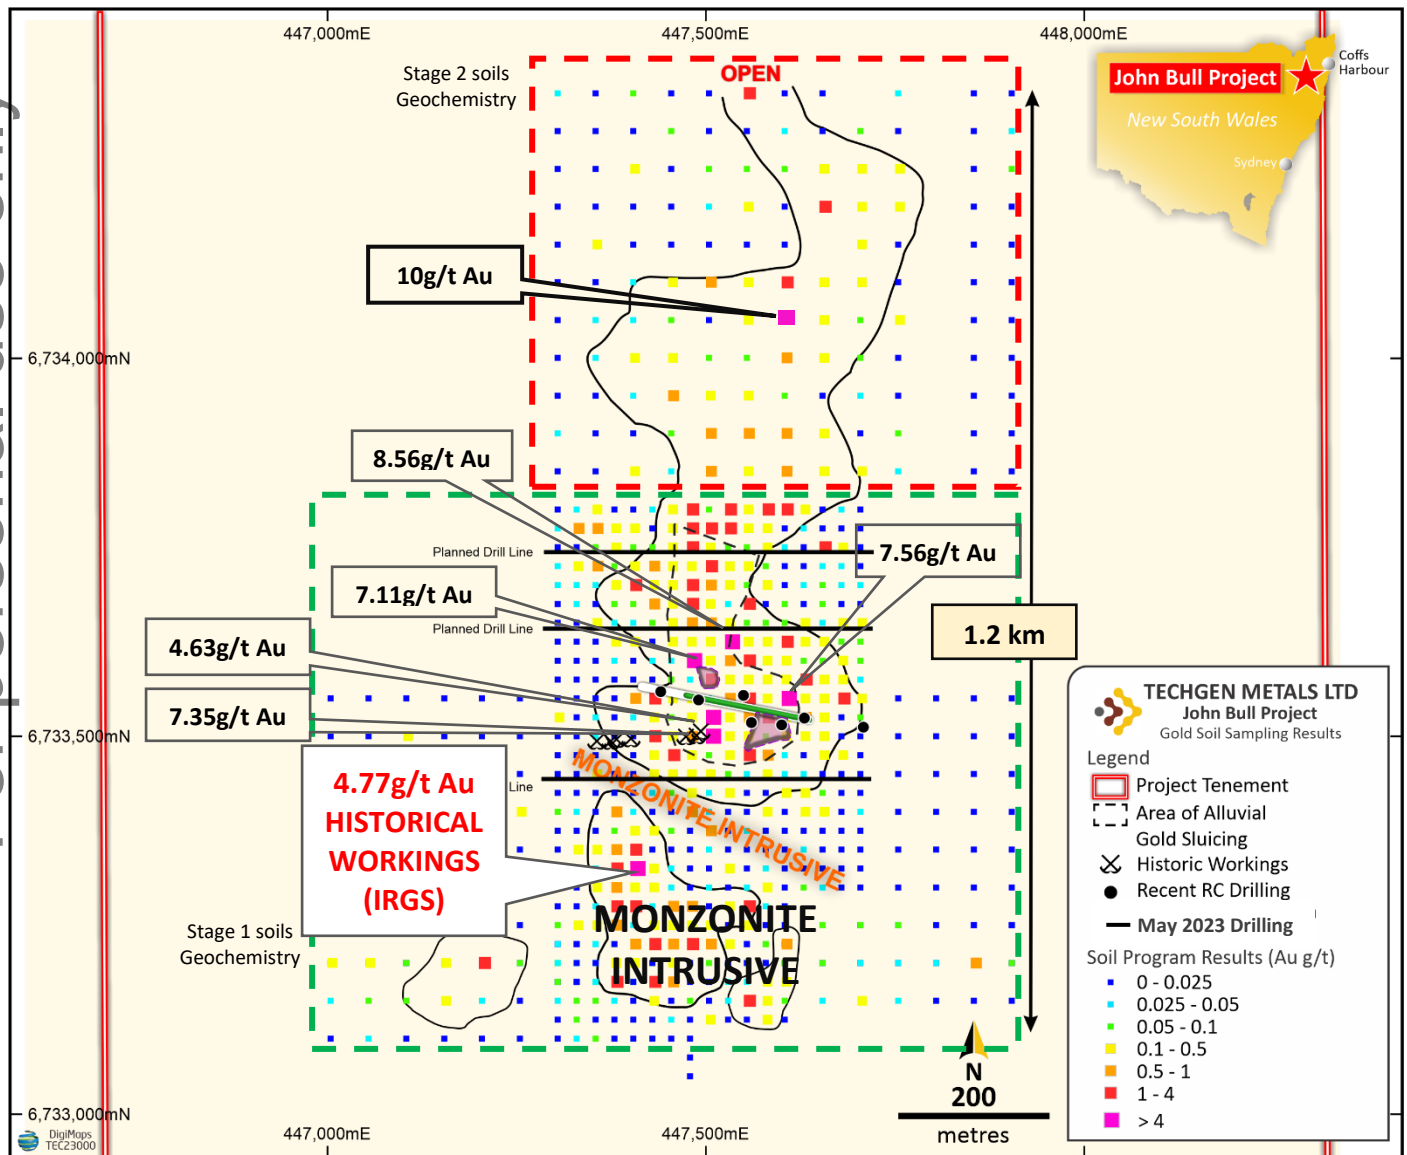 447,000mE
447,500mE
448,000mE
Stage 2 soils
Geochemistry
OPEN
John Bull Project
Coffs
Harbour
New South Wales
Sydney
10g/t Au
6,734,000mN
8.56g/t Au
Planned Drill Line
7.56g/t Au
7.11g/t Au
Planned Drill Line
1.2 km
4.63g/t Au
7.35g/t Au
6,733,500mN
MONZONITE INTRUSIVE
Line
4.77g/t Au
HISTORICAL
WORKINGS
(IRGS)
MONZONITE
INTRUSIVE
Stage 1 soils
Geochemistry
N
200
metres
6,733,000mN
447,000mE
447,500mE
DigiMaps
TEC23000
TECHGEN METALS LTD
John Bull Project
Gold Soil Sampling Results
Legend
Project Tenement
Area of Alluvial
Gold Sluicing
Historic Workings
Recent RC Drilling
May 2023 Drilling
Soil Program Results (Au g/t)
0 - 0.025
0.025 - 0.05
0.05 - 0.1
0.1 - 0.5
0.5 - 1
1 - 4
> 4